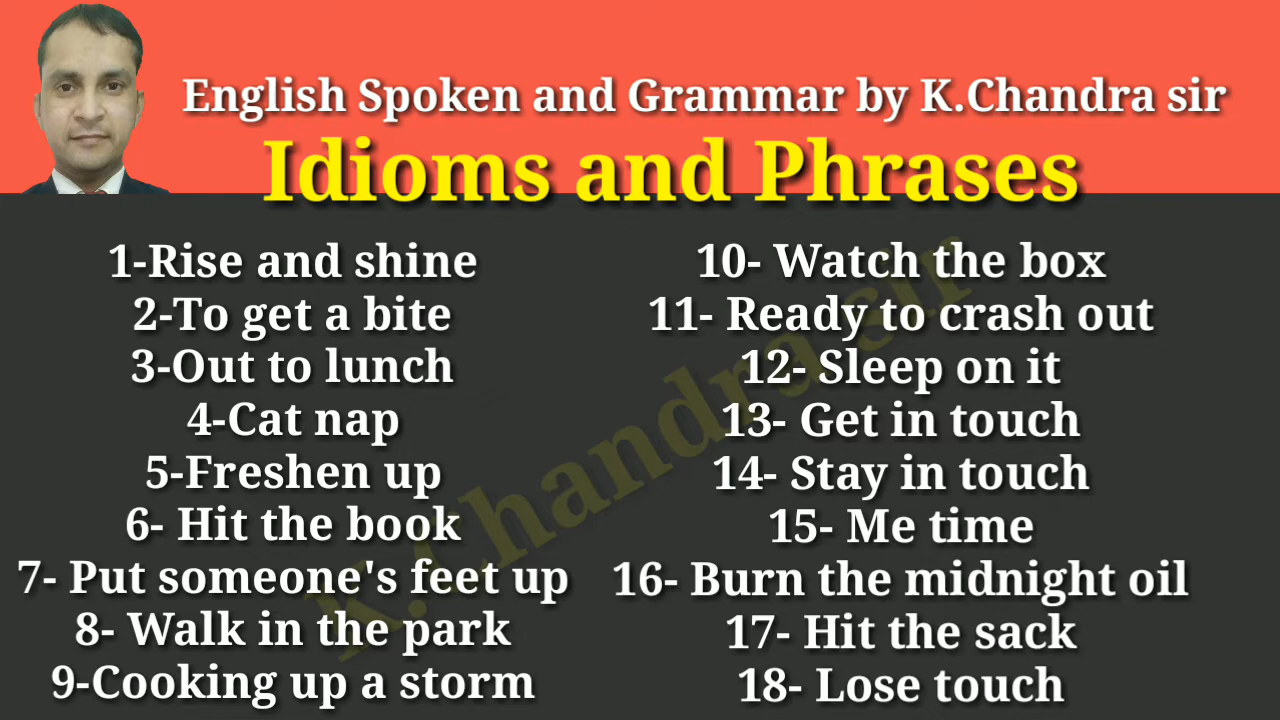 English Spoken and Grammar by K.Chandra sir
Idioms and Phrases
1-Rise and shine
2-To get a bite
3-Out to lunch
4-Cat nap
5-Freshen up
6- Hit the book
7- Put someone's feet up
8- Walk in the park
9-Cooking up a storm
10- Watch the box
11- Ready to crash out
12- Sleep on it
13- Get in touch
14- Stay in touch
15- Me time
16- Burn the midnight oil
17- Hit the sack
18- Lose touch
K.Chandra sir